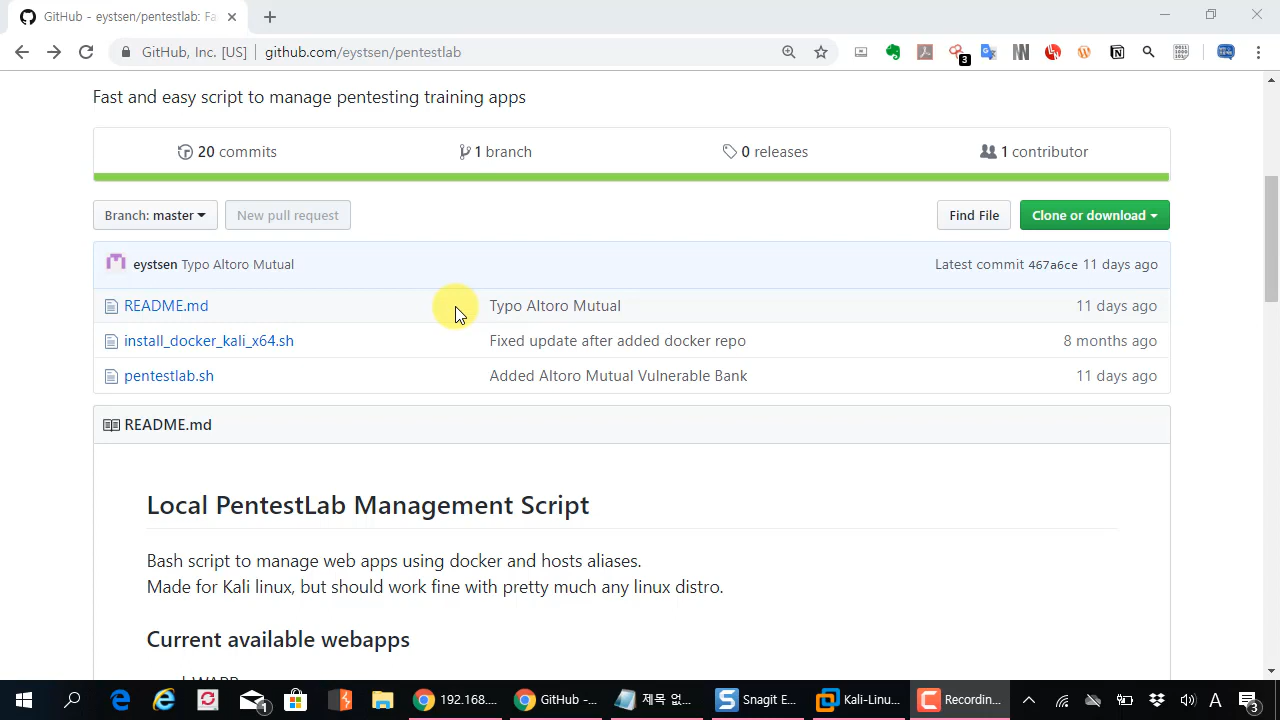 GitHub - eystsen/pentestlab: Fa
GitHub, Inc. [US] | github.com/eystsen/pentestlab
3
Fast and easy script to manage pentesting training apps
20 commits
1 branch
0 releases
1 contributor
Branch: master
New pull request
Find File
Clone or download
eystsen Typo Altoro Mutual
Latest commit 467a6ce 11 days ago
README.md
Typo Altoro Mutual
11 days ago
install_docker_kali_x64.sh
Fixed update after added docker repo
8 months ago
pentestlab.sh
Added Altoro Mutual Vulnerable Bank
11 days ago
README.md
Local PentestLab Management Script
Bash script to manage web apps using docker and hosts aliases.
Made for Kali linux, but should work fine with pretty much any linux distro.
Current available webapps
1
192.168....
GitHub -...
제목 없...
Snagit E...
Kali-Linu...
Recordin...
A
3